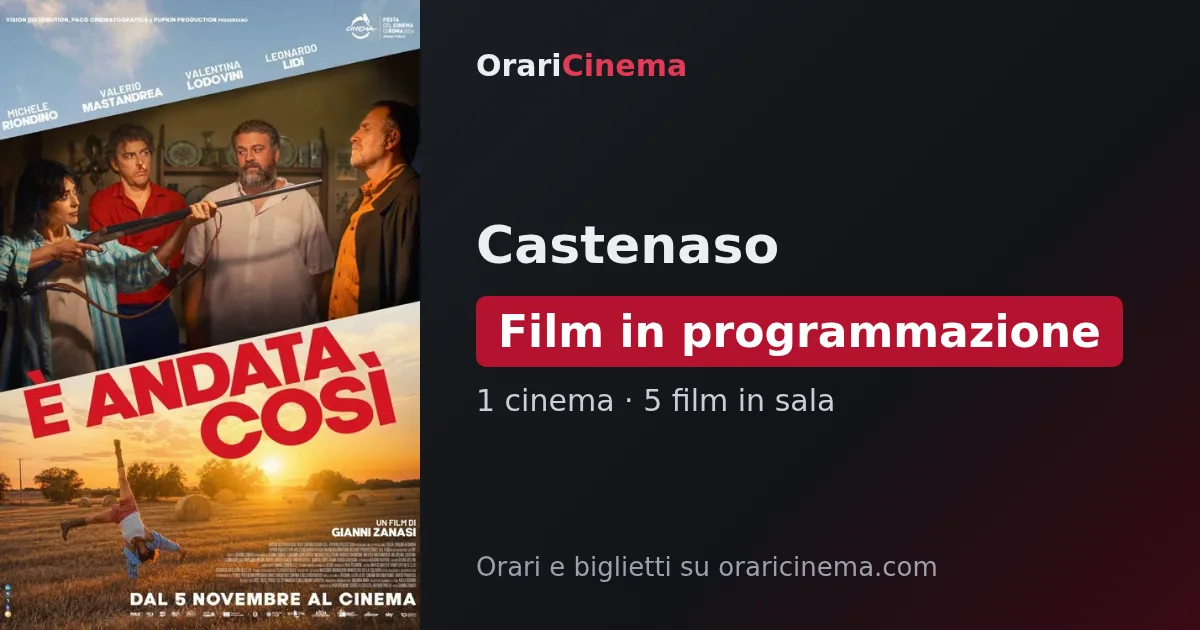 VISION DISTRIBUTION, PACO CINEMATOGRAFICA E PUPKIN PRODUCTION PRESENTANO
FESTA
DEL CINEMA
DI ROMA
MICHELE
RIONDINO
VALERIO
MASTANDREA
VALENTINA
LODOVINI
LEONARDO
LIDI
È ANDATA
COSÌ
UN FILM DI
GIANNI ZANASI
DAL 5 NOVEMBRE AL CINEMA
OrariCinema
Castenaso
Film in programmazione
1 cinema · 5 film in sala
Orari e biglietti su oraricinema.com